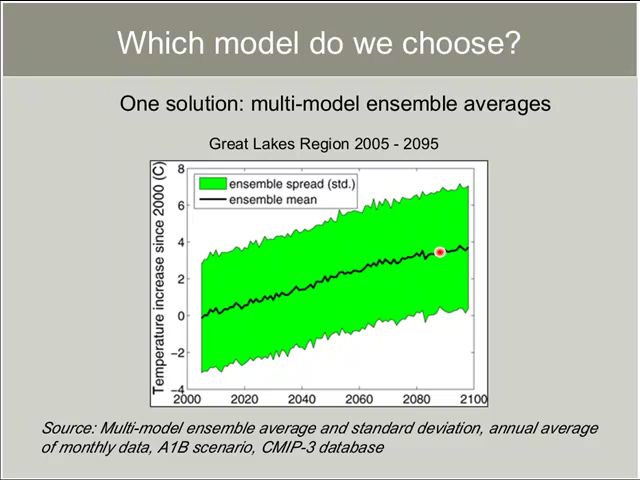 Which model do we choose?
One solution: multi-model ensemble averages
Great Lakes Region 2005 - 2095
Temperature increase since 2000 (C)
8
6
4
2
0
−2
−4
ensemble spread (std.)
ensemble mean
2000 2020 2040 2060 2080 2100
Source: Multi-model ensemble average and standard deviation, annual average
of monthly data, A1B scenario, CMIP-3 database